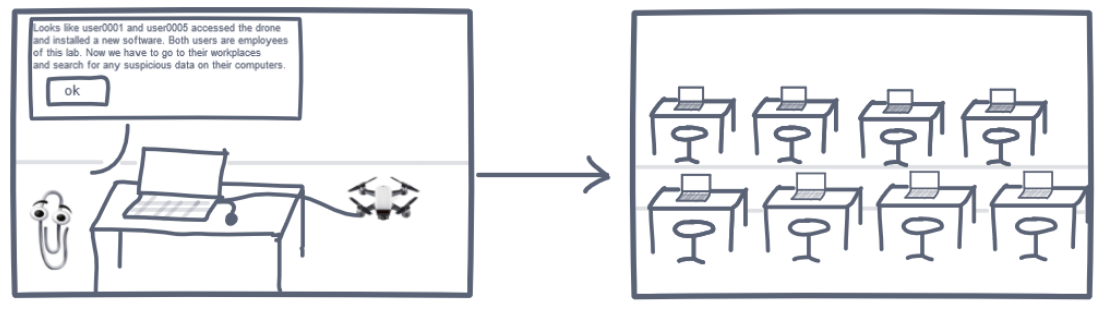 Looks like user0001 and user0005 accessed the drone
and installed a new software. Both users are employees
of this lab. Now we have to go to their workplaces
and search for any suspicious data on their computers.
ok